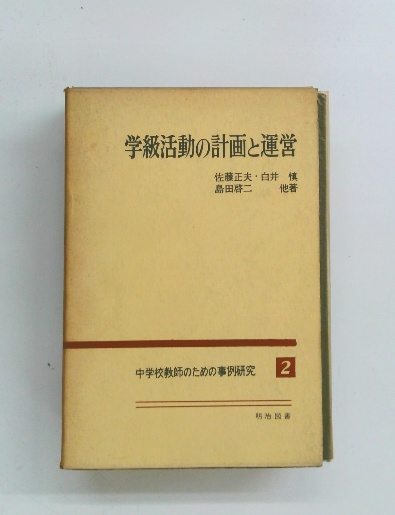 学級活動の計画と運営
佐藤正夫・白井 慎
島田啓二 他著
中学校教師のための事例研究 2
明治図書